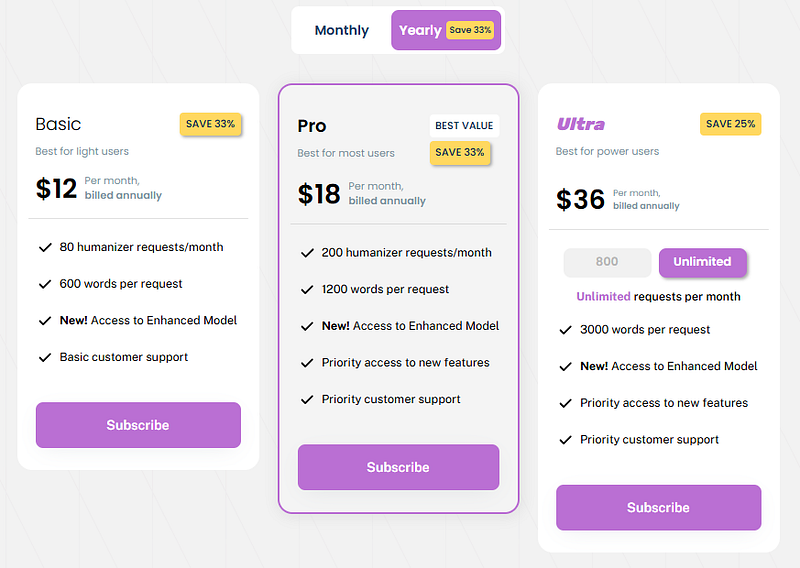 Monthly
Yearly Save 33%
Basic
SAVE 33%
Best for light users
$12
Per month,
billed annually
80 humanizer requests/month
600 words per request
New! Access to Enhanced Model
Basic customer support
Subscribe
Pro
BEST VALUE
Best for most users
SAVE 33%
$18
Per month,
billed annually
200 humanizer requests/month
1200 words per request
New! Access to Enhanced Model
Priority access to new features
Priority customer support
Subscribe
Ultra
SAVE 25%
Best for power users
$36
Per month,
billed annually
800
Unlimited
Unlimited requests per month
3000 words per request
New! Access to Enhanced Model
Priority access to new features
Priority customer support
Subscribe